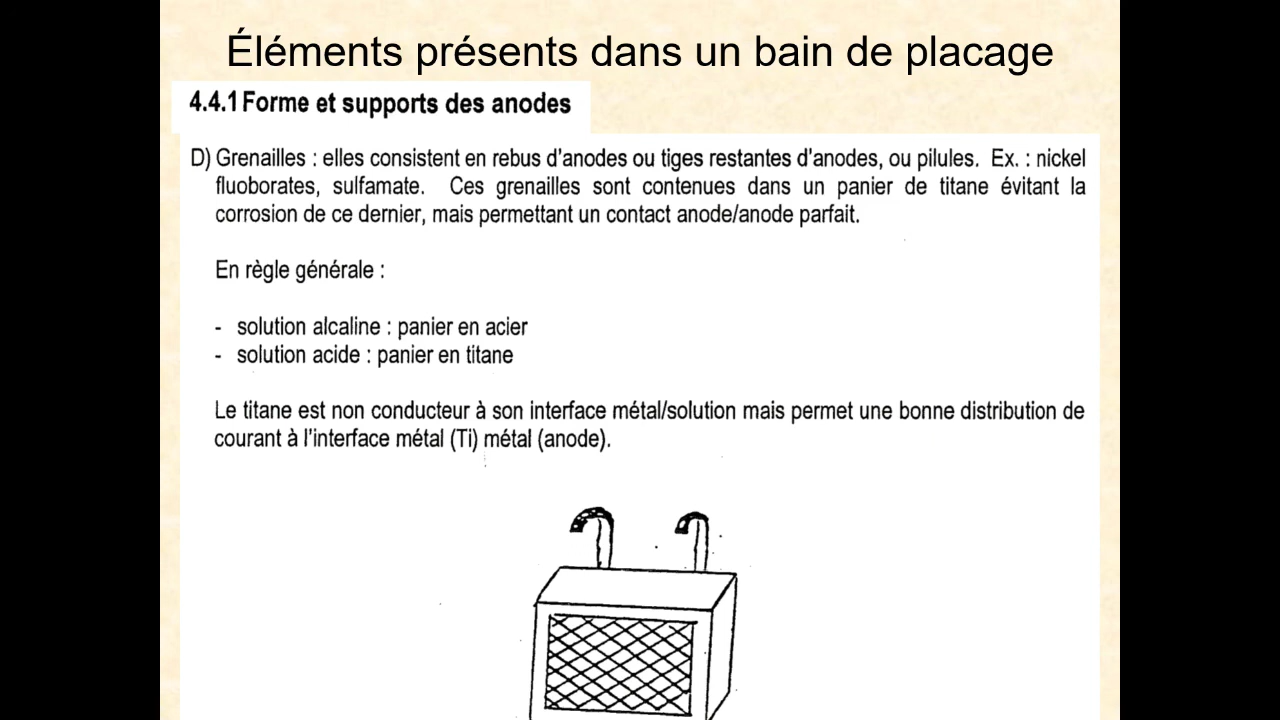 Éléments présents dans un bain de placage
4.4.1 Forme et supports des anodes
D) Grenailles : elles consistent en rebus d'anodes ou tiges restantes d'anodes, ou pilules. Ex. : nickel
fluoborates, sulfamate. Ces grenailles sont contenues dans un panier de titane évitant la
corrosion de ce dernier, mais permettant un contact anode/anode parfait.
En règle générale :
- solution alcaline : panier en acier
- solution acide : panier en titane
Le titane est non conducteur à son interface métal/solution mais permet une bonne distribution de
courant à l'interface métal (Ti) métal (anode).